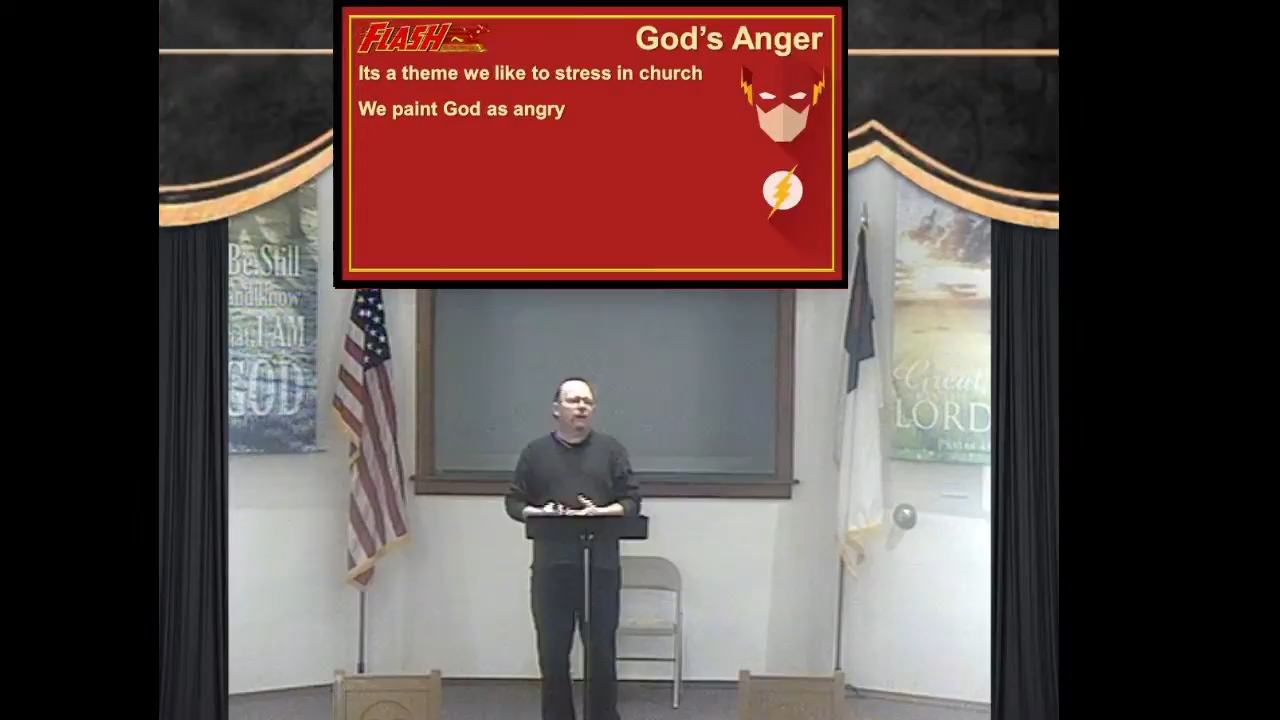 FLASH
God's Anger
Its a theme we like to stress in church
We paint God as angry
Be Still
and know
I AM
GOD
Great
LORD